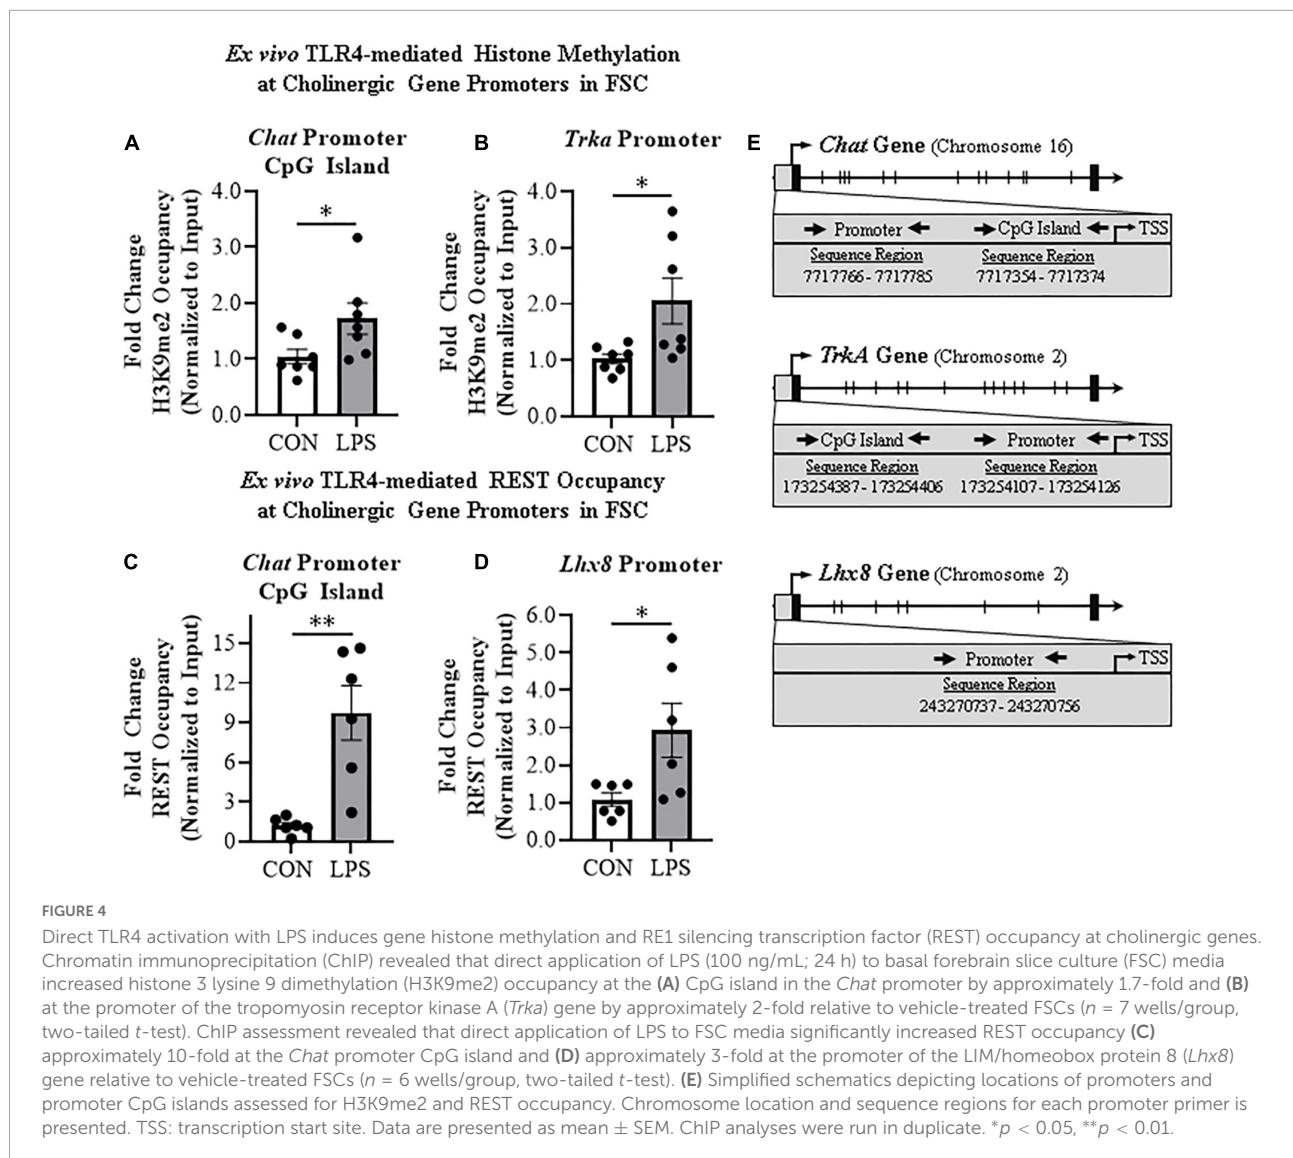 Ex vivo TLR4-mediated Histone Methylation
at Cholinergic Gene Promoters in FSC
A
Chat Promoter
CpG Island
Fold Change
H3K9me2 Occupancy
(Normalized to Input)
4.0
3.0
2.0
1.0
0.0
*
CON LPS
B
Trka Promoter
Fold Change
H3K9me2 Occupancy
(Normalized to Input)
4.0
3.0
2.0
1.0
0.0
*
CON LPS
Ex vivo TLR4-mediated REST Occupancy
at Cholinergic Gene Promoters in FSC
C
Chat Promoter
CpG Island
Fold Change
REST Occupancy
(Normalized to Input)
15
12
9
6
3
0
**
CON LPS
D
Lhx8 Promoter
Fold Change
REST Occupancy
(Normalized to Input)
6.0
5.0
4.0
3.0
2.0
1.0
0.0
*
CON LPS
E
Chat Gene (Chromosome 16)
Promoter CpG Island TSS
Sequence Region Sequence Region
7717766 - 7717785 7717354 - 7717374
TrkA Gene (Chromosome 2)
CpG Island Promoter TSS
Sequence Region Sequence Region
173254387 - 173254406 173254107 - 173254126
Lhx8 Gene (Chromosome 2)
Promoter TSS
Sequence Region
243270737 - 243270756
FIGURE 4
Direct TLR4 activation with LPS induces gene histone methylation and RE1 silencing transcription factor (REST) occupancy at cholinergic genes.
Chromatin immunoprecipitation (ChIP) revealed that direct application of LPS (100 ng/mL; 24 h) to basal forebrain slice culture (FSC) media
increased histone 3 lysine 9 dimethylation (H3K9me2) occupancy at the (A) CpG island in the Chat promoter by approximately 1.7-fold and (B)
at the promoter of the tropomyosin receptor kinase A (Trka) gene by approximately 2-fold relative to vehicle-treated FSCs (n = 7 wells/group,
two-tailed t-test). ChIP assessment revealed that direct application of LPS to FSC media significantly increased REST occupancy (C)
approximately 10-fold at the Chat promoter CpG island and (D) approximately 3-fold at the promoter of the LIM/homeobox protein 8 (Lhx8)
gene relative to vehicle-treated FSCs (n = 6 wells/group, two-tailed t-test). (E) Simplified schematics depicting locations of promoters and
promoter CpG islands assessed for H3K9me2 and REST occupancy. Chromosome location and sequence regions for each promoter primer is
presented. TSS: transcription start site. Data are presented as mean ± SEM. ChIP analyses were run in duplicate. *p < 0.05, **p < 0.01.